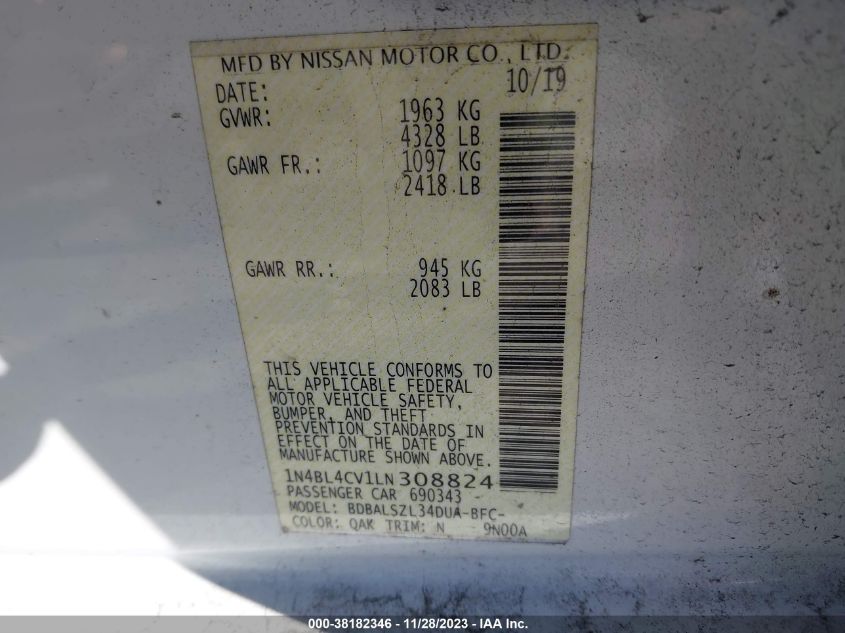 MFD BY NISSAN MOTOR CO., LTD.
DATE: 10/19
GVWR: 1963 KG
4328 LB
GAWR FR.: 1097 KG
2418 LB
GAWR RR.: 945 KG
2083 LB
THIS VEHICLE CONFORMS TO
ALL APPLICABLE FEDERAL
MOTOR VEHICLE SAFETY,
BUMPER, AND THEFT
PREVENTION STANDARDS IN
EFFECT ON THE DATE OF
MANUFACTURE SHOWN ABOVE.
1N4BL4CV1LN308824
PASSENGER CAR 690343
MODEL: BDBALSZL34DUA-BFC-
COLOR: QAK TRIM: N 9N00A
000-38182346 - 11/28/2023 - IAA Inc.